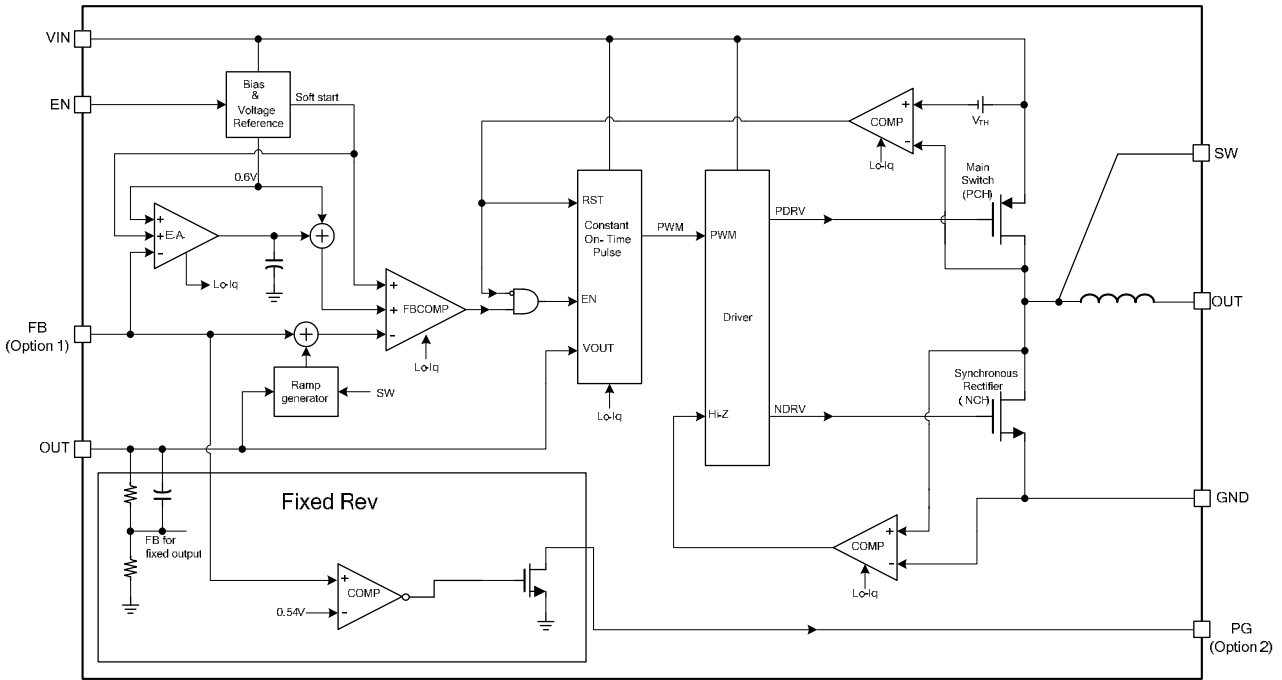 VIN
EN
Bias
&
Voltage
Reference
Soft start
0.6V
+
+
-
E.A.
+
Lo-Iq
FB
(Option 1)
+
+
+
-
FBCOMP
Lo-Iq
Ramp
generator
SW
OUT
RST
Constant
On- Time
Pulse
EN
VOUT
Lo-Iq
PWM
PWM
Driver
Hi-Z
PDRV
NDRV
+
-
COMP
Lo-Iq
VTH
Main
Switch
(PCH)
SW
OUT
Synchronous
Rectifier
(NCH)
GND
+
-
COMP
Lo-Iq
Fixed Rev
FB for
fixed output
+
-
COMP
0.54V
PG
(Option 2)